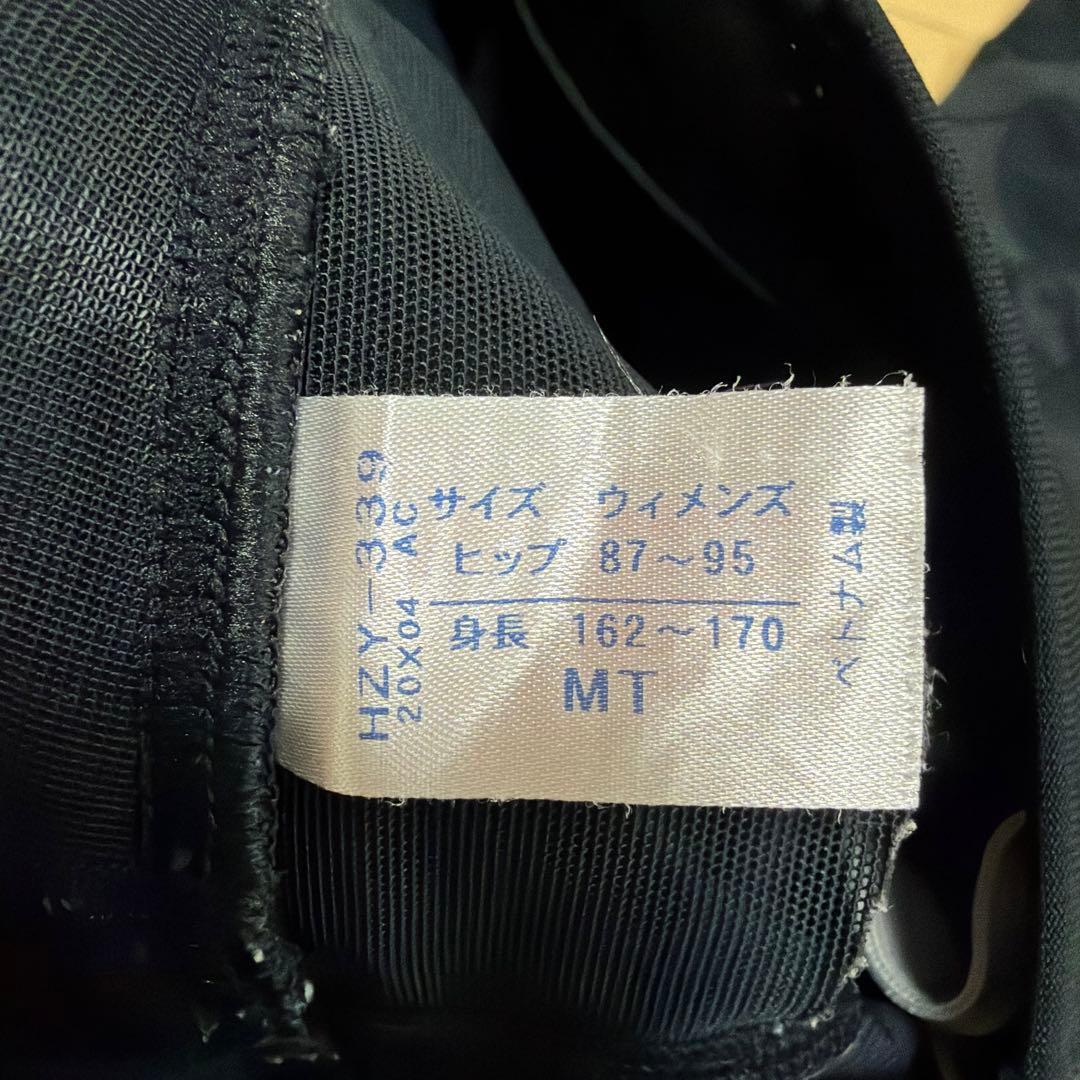 HZY-339
20X04 AC
サイズ ウィメンズ
ヒップ 87～95
身長 162～170
MT
ベトナム製